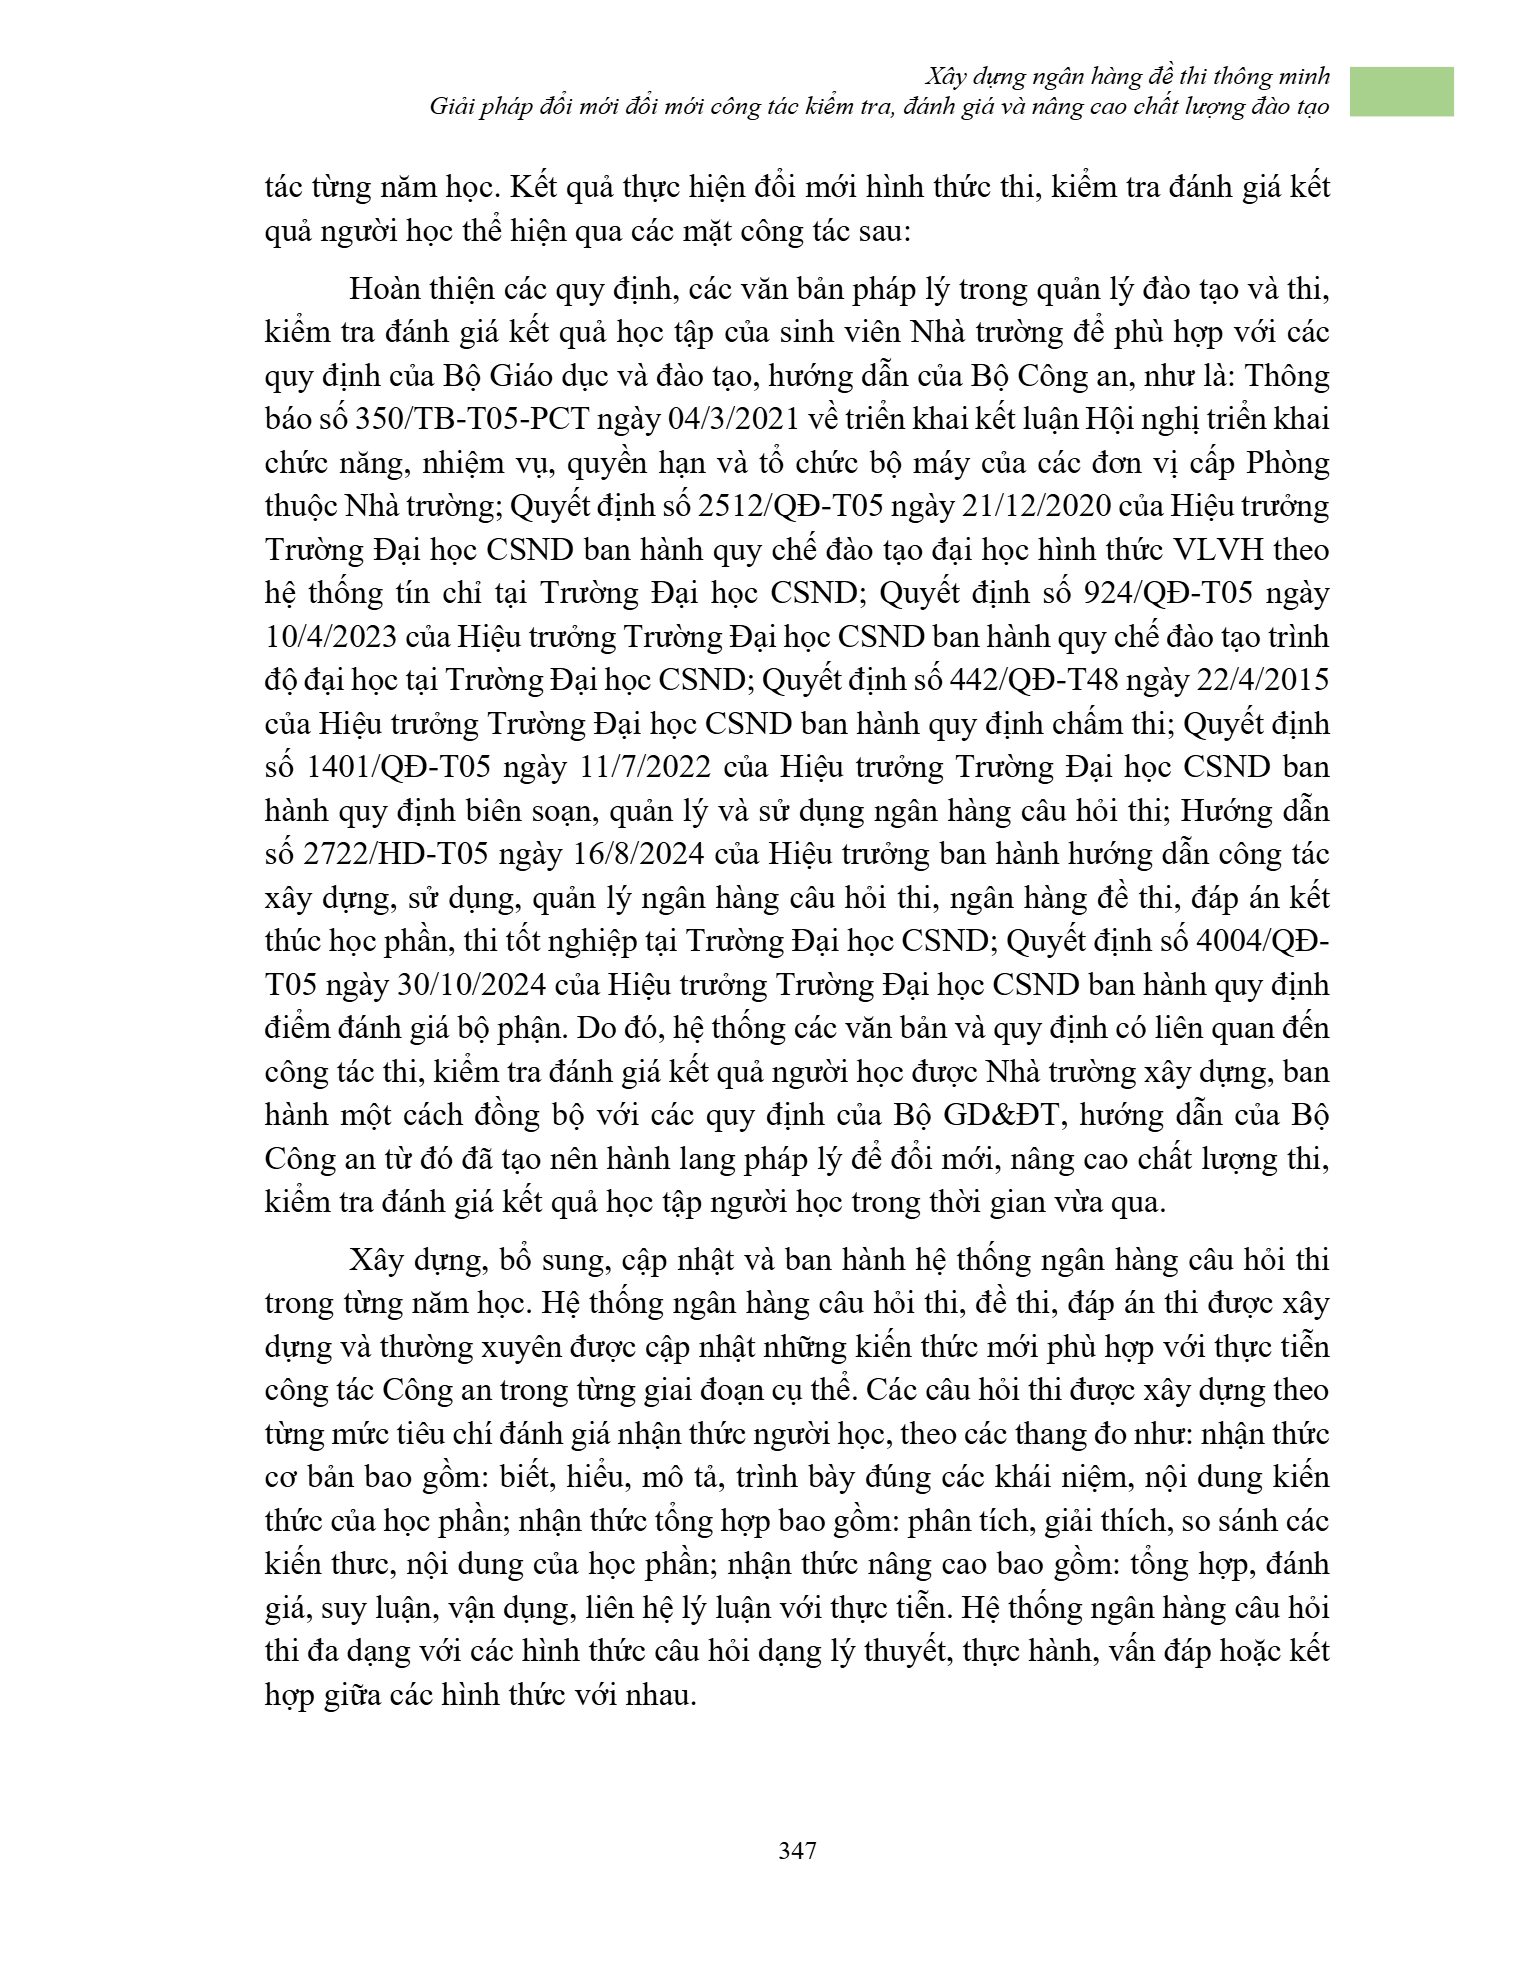 Xây dựng ngân hàng đề thi thông minh
Giải pháp đổi mới đổi mới công tác kiểm tra, đánh giá và nâng cao chất lượng đào tạo
tác từng năm học. Kết quả thực hiện đổi mới hình thức thi, kiểm tra đánh giá kết
quả người học thể hiện qua các mặt công tác sau:
Hoàn thiện các quy định, các văn bản pháp lý trong quản lý đào tạo và thi,
kiểm tra đánh giá kết quả học tập của sinh viên Nhà trường để phù hợp với các
quy định của Bộ Giáo dục và đào tạo, hướng dẫn của Bộ Công an, như là: Thông
báo số 350/TB-T05-PCT ngày 04/3/2021 về triển khai kết luận Hội nghị triển khai
chức năng, nhiệm vụ, quyền hạn và tổ chức bộ máy của các đơn vị cấp Phòng
thuộc Nhà trường; Quyết định số 2512/QĐ-T05 ngày 21/12/2020 của Hiệu trưởng
Trường Đại học CSND ban hành quy chế đào tạo đại học hình thức VLVH theo
hệ thống tín chỉ tại Trường Đại học CSND; Quyết định số 924/QĐ-T05 ngày
10/4/2023 của Hiệu trưởng Trường Đại học CSND ban hành quy chế đào tạo trình
độ đại học tại Trường Đại học CSND; Quyết định số 442/QĐ-T48 ngày 22/4/2015
của Hiệu trưởng Trường Đại học CSND ban hành quy định chấm thi; Quyết định
số 1401/QĐ-T05 ngày 11/7/2022 của Hiệu trưởng Trường Đại học CSND ban
hành quy định biên soạn, quản lý và sử dụng ngân hàng câu hỏi thi; Hướng dẫn
số 2722/HD-T05 ngày 16/8/2024 của Hiệu trưởng ban hành hướng dẫn công tác
xây dựng, sử dụng, quản lý ngân hàng câu hỏi thi, ngân hàng đề thi, đáp án kết
thúc học phần, thi tốt nghiệp tại Trường Đại học CSND; Quyết định số 4004/QĐ-
T05 ngày 30/10/2024 của Hiệu trưởng Trường Đại học CSND ban hành quy định
điểm đánh giá bộ phận. Do đó, hệ thống các văn bản và quy định có liên quan đến
công tác thi, kiểm tra đánh giá kết quả người học được Nhà trường xây dựng, ban
hành một cách đồng bộ với các quy định của Bộ GD&ĐT, hướng dẫn của Bộ
Công an từ đó đã tạo nên hành lang pháp lý để đổi mới, nâng cao chất lượng thi,
kiểm tra đánh giá kết quả học tập người học trong thời gian vừa qua.
Xây dựng, bổ sung, cập nhật và ban hành hệ thống ngân hàng câu hỏi thi
trong từng năm học. Hệ thống ngân hàng câu hỏi thi, đề thi, đáp án thi được xây
dựng và thường xuyên được cập nhật những kiến thức mới phù hợp với thực tiễn
công tác Công an trong từng giai đoạn cụ thể. Các câu hỏi thi được xây dựng theo
từng mức tiêu chí đánh giá nhận thức người học, theo các thang đo như: nhận thức
cơ bản bao gồm: biết, hiểu, mô tả, trình bày đúng các khái niệm, nội dung kiến
thức của học phần; nhận thức tổng hợp bao gồm: phân tích, giải thích, so sánh các
kiến thưc, nội dung của học phần; nhận thức nâng cao bao gồm: tổng hợp, đánh
giá, suy luận, vận dụng, liên hệ lý luận với thực tiễn. Hệ thống ngân hàng câu hỏi
thi đa dạng với các hình thức câu hỏi dạng lý thuyết, thực hành, vấn đáp hoặc kết
hợp giữa các hình thức với nhau.
347